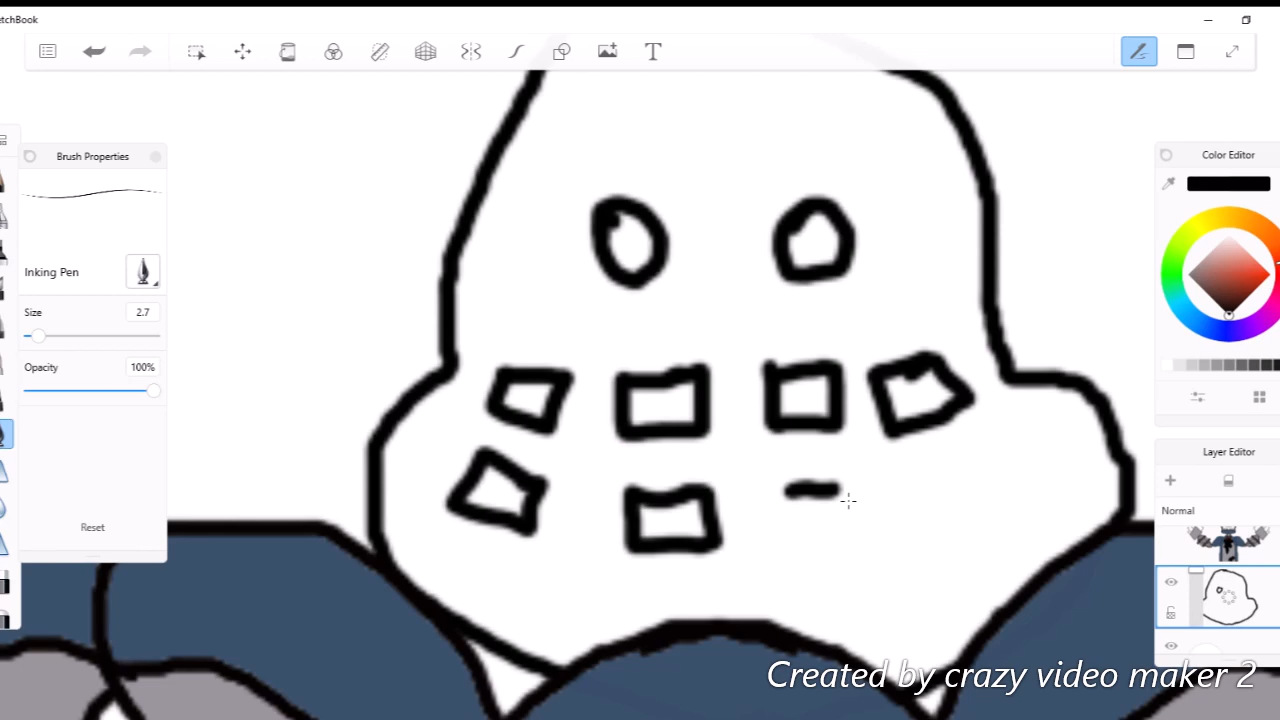 etchBook
Brush Properties
Inking Pen
Size 2.7
Opacity 100%
Reset
Color Editor
Layer Editor
Normal
Created by crazy video maker 2